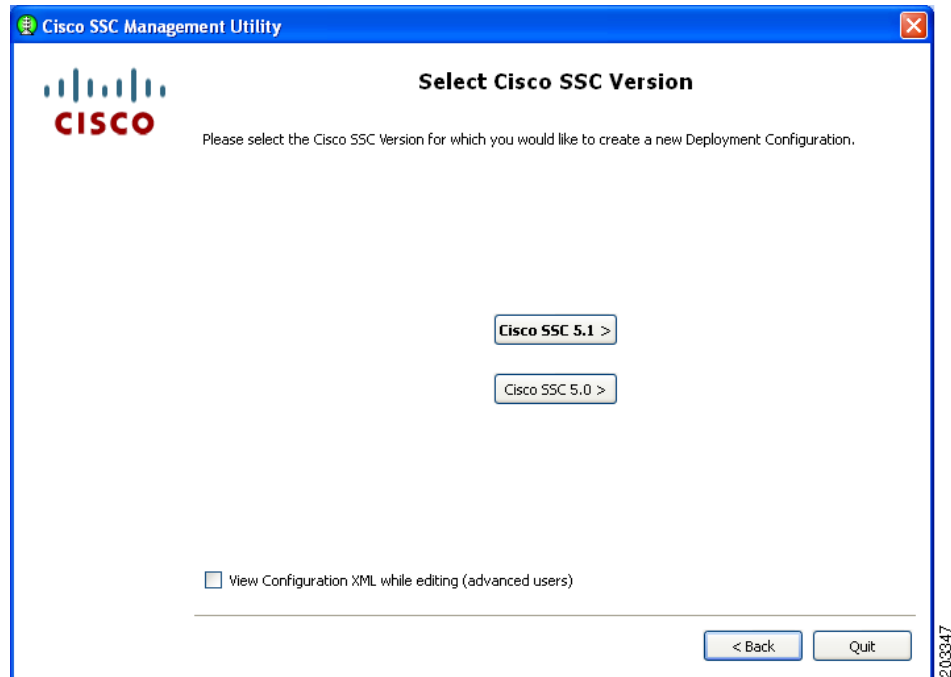 Cisco SSC Management Utility
CISCO
Select Cisco SSC Version
Please select the Cisco SSC Version for which you would like to create a new Deployment Configuration.
Cisco SSC 5.1 >
Cisco SSC 5.0 >
View Configuration XML while editing (advanced users)
< Back
Quit
203347